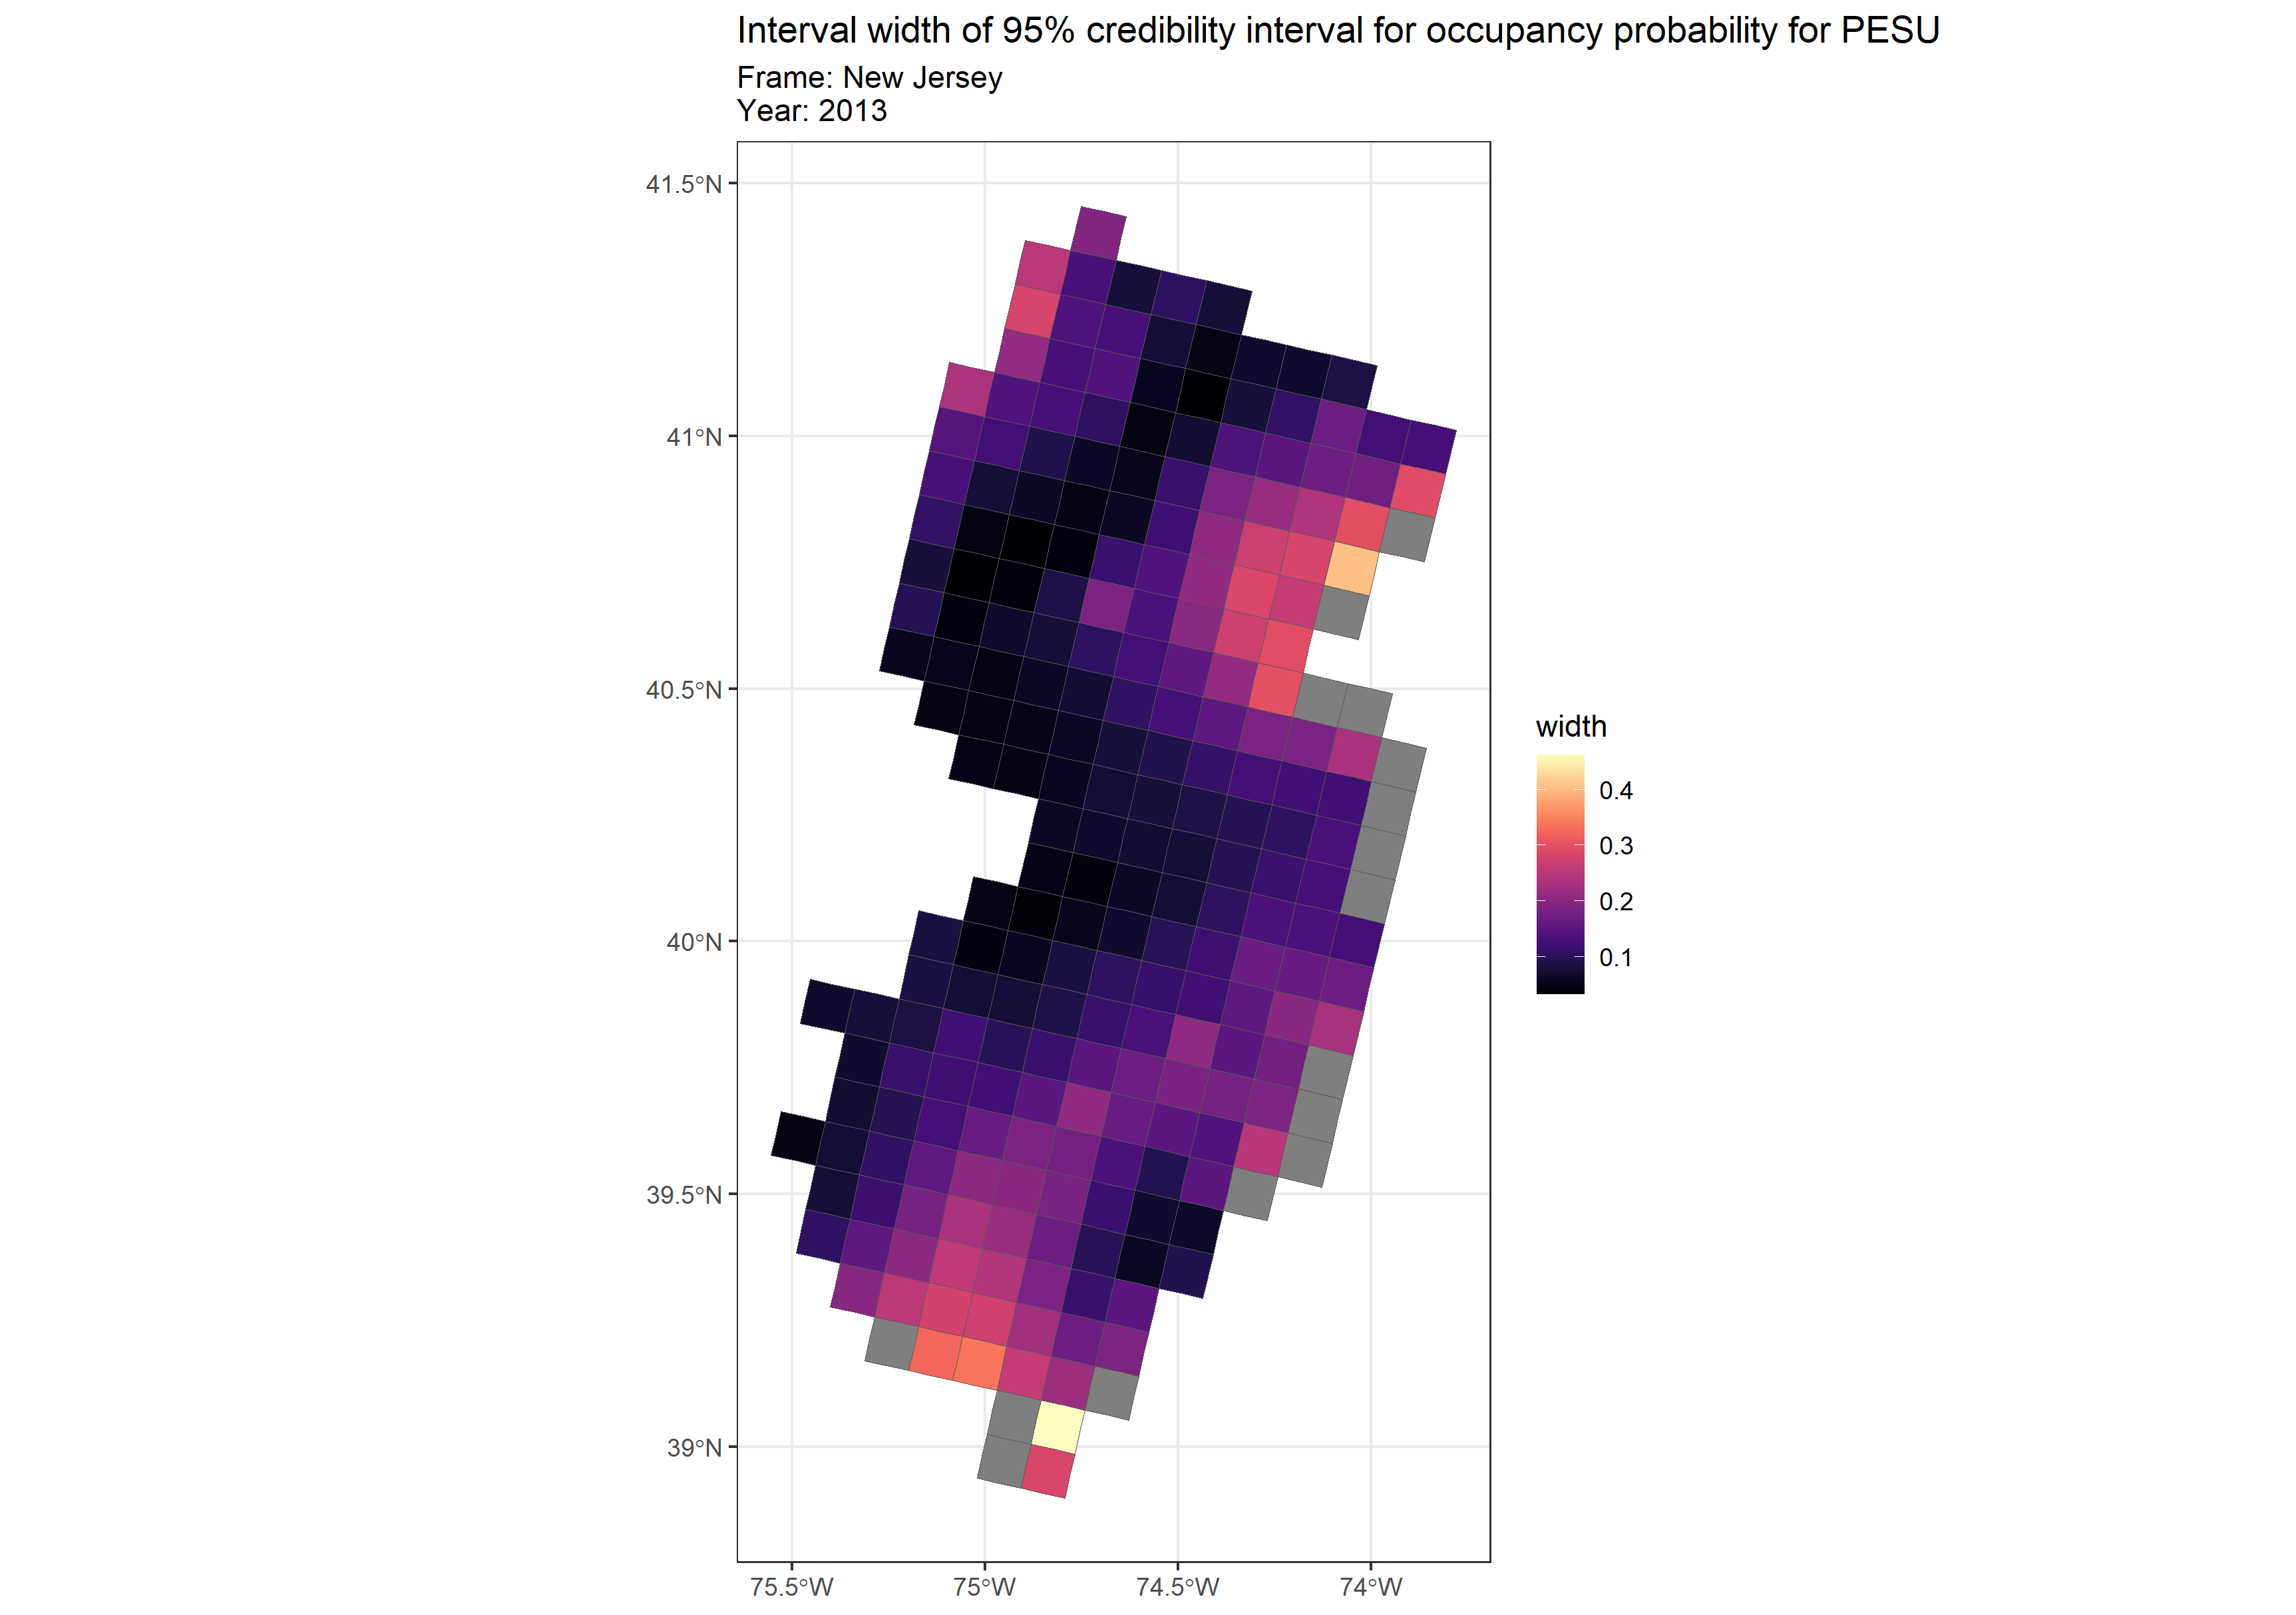 Interval width of 95% credibility interval for occupancy probability for PESU
Frame: New Jersey
Year: 2013
41.5°N
41°N
40.5°N
40°N
39.5°N
39°N
75.5°W
75°W
74.5°W
74°W
width
0.4
0.3
0.2
0.1